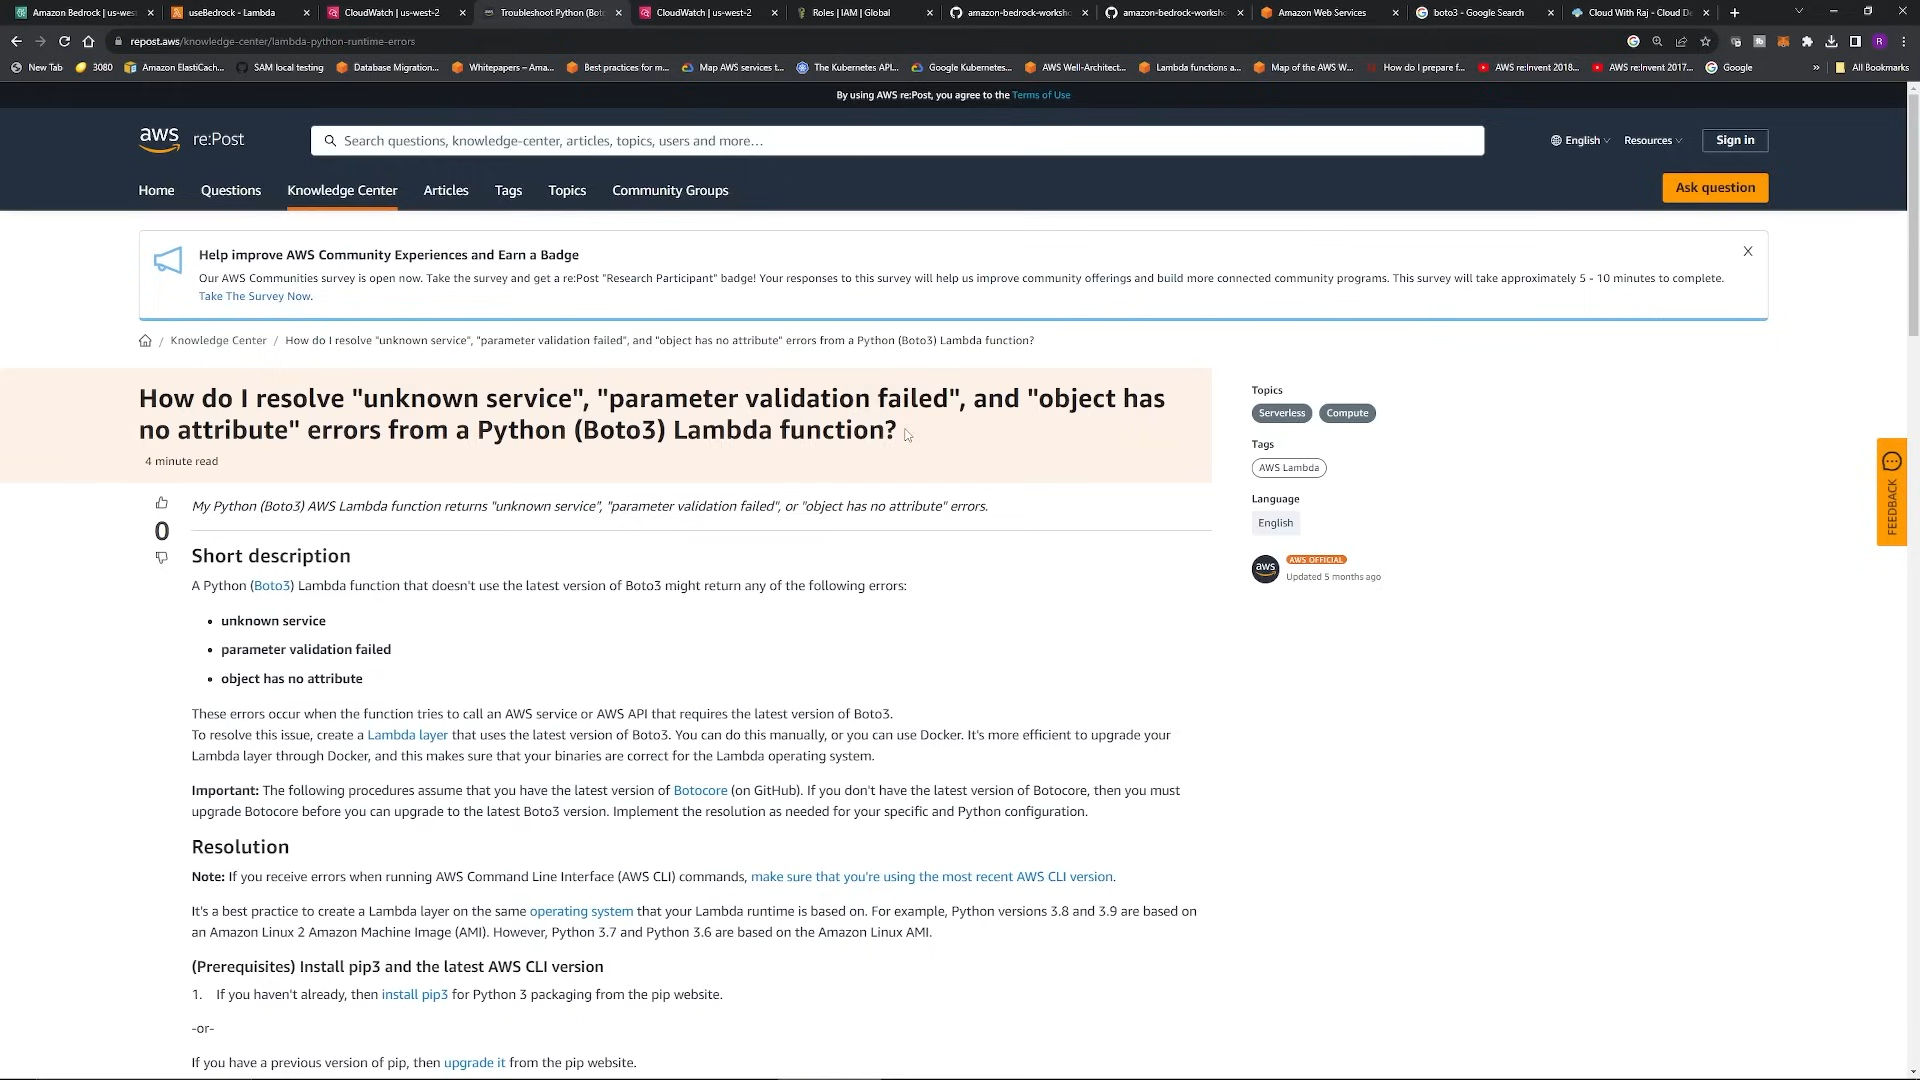 Amazon Bedrock | us-wes
useBedrock - Lambda
CloudWatch | us-west-2
Troubleshoot Python (Bot
CloudWatch | us-west-2
Roles | IAM | Global
amazon-bedrock-worksho
amazon-bedrock-worksho
Amazon Web Services
boto3 - Google Search
Cloud With Raj - Cloud D
repost.aws/knowledge-center/lambda-python-runtime-errors
R
New Tab
3080
Amazon ElastiCach...
SAM local testing
Database Migration...
Whitepapers – Ama...
Best practices for m...
Map AWS services t...
The Kubernetes API...
Google Kubernetes...
AWS Well-Architect...
Lambda functions a...
Map of the AWS W...
How do I prepare f...
AWS re:Invent 2018...
AWS re:Invent 2017...
Google
»
All Bookmarks
By using AWS re:Post, you agree to the Terms of Use
aws re:Post
Search questions, knowledge-center, articles, topics, users and more...
English
Resources
Sign in
Home
Questions
Knowledge Center
Articles
Tags
Topics
Community Groups
Ask question
Help improve AWS Community Experiences and Earn a Badge
Our AWS Communities survey is open now. Take the survey and get a re:Post "Research Participant" badge! Your responses to this survey will help us improve community offerings and build more connected community programs. This survey will take approximately 5 - 10 minutes to complete.
Take The Survey Now.
/ Knowledge Center / How do I resolve "unknown service", "parameter validation failed", and "object has no attribute" errors from a Python (Boto3) Lambda function?
How do I resolve "unknown service", "parameter validation failed", and "object has
no attribute" errors from a Python (Boto3) Lambda function?
4 minute read
Topics
Serverless
Compute
Tags
AWS Lambda
Language
English
aws
AWS OFFICIAL
Updated 5 months ago
FEEDBACK
0
My Python (Boto3) AWS Lambda function returns "unknown service", "parameter validation failed", or "object has no attribute" errors.
Short description
A Python (Boto3) Lambda function that doesn't use the latest version of Boto3 might return any of the following errors:
• unknown service
• parameter validation failed
• object has no attribute
These errors occur when the function tries to call an AWS service or AWS API that requires the latest version of Boto3.
To resolve this issue, create a Lambda layer that uses the latest version of Boto3. You can do this manually, or you can use Docker. It's more efficient to upgrade your
Lambda layer through Docker, and this makes sure that your binaries are correct for the Lambda operating system.
Important: The following procedures assume that you have the latest version of Botocore (on GitHub). If you don't have the latest version of Botocore, then you must
upgrade Botocore before you can upgrade to the latest Boto3 version. Implement the resolution as needed for your specific and Python configuration.
Resolution
Note: If you receive errors when running AWS Command Line Interface (AWS CLI) commands, make sure that you're using the most recent AWS CLI version.
It's a best practice to create a Lambda layer on the same operating system that your Lambda runtime is based on. For example, Python versions 3.8 and 3.9 are based on
an Amazon Linux 2 Amazon Machine Image (AMI). However, Python 3.7 and Python 3.6 are based on the Amazon Linux AMI.
(Prerequisites) Install pip3 and the latest AWS CLI version
1. If you haven't already, then install pip3 for Python 3 packaging from the pip website.
-or-
If you have a previous version of pip, then upgrade it from the pip website.